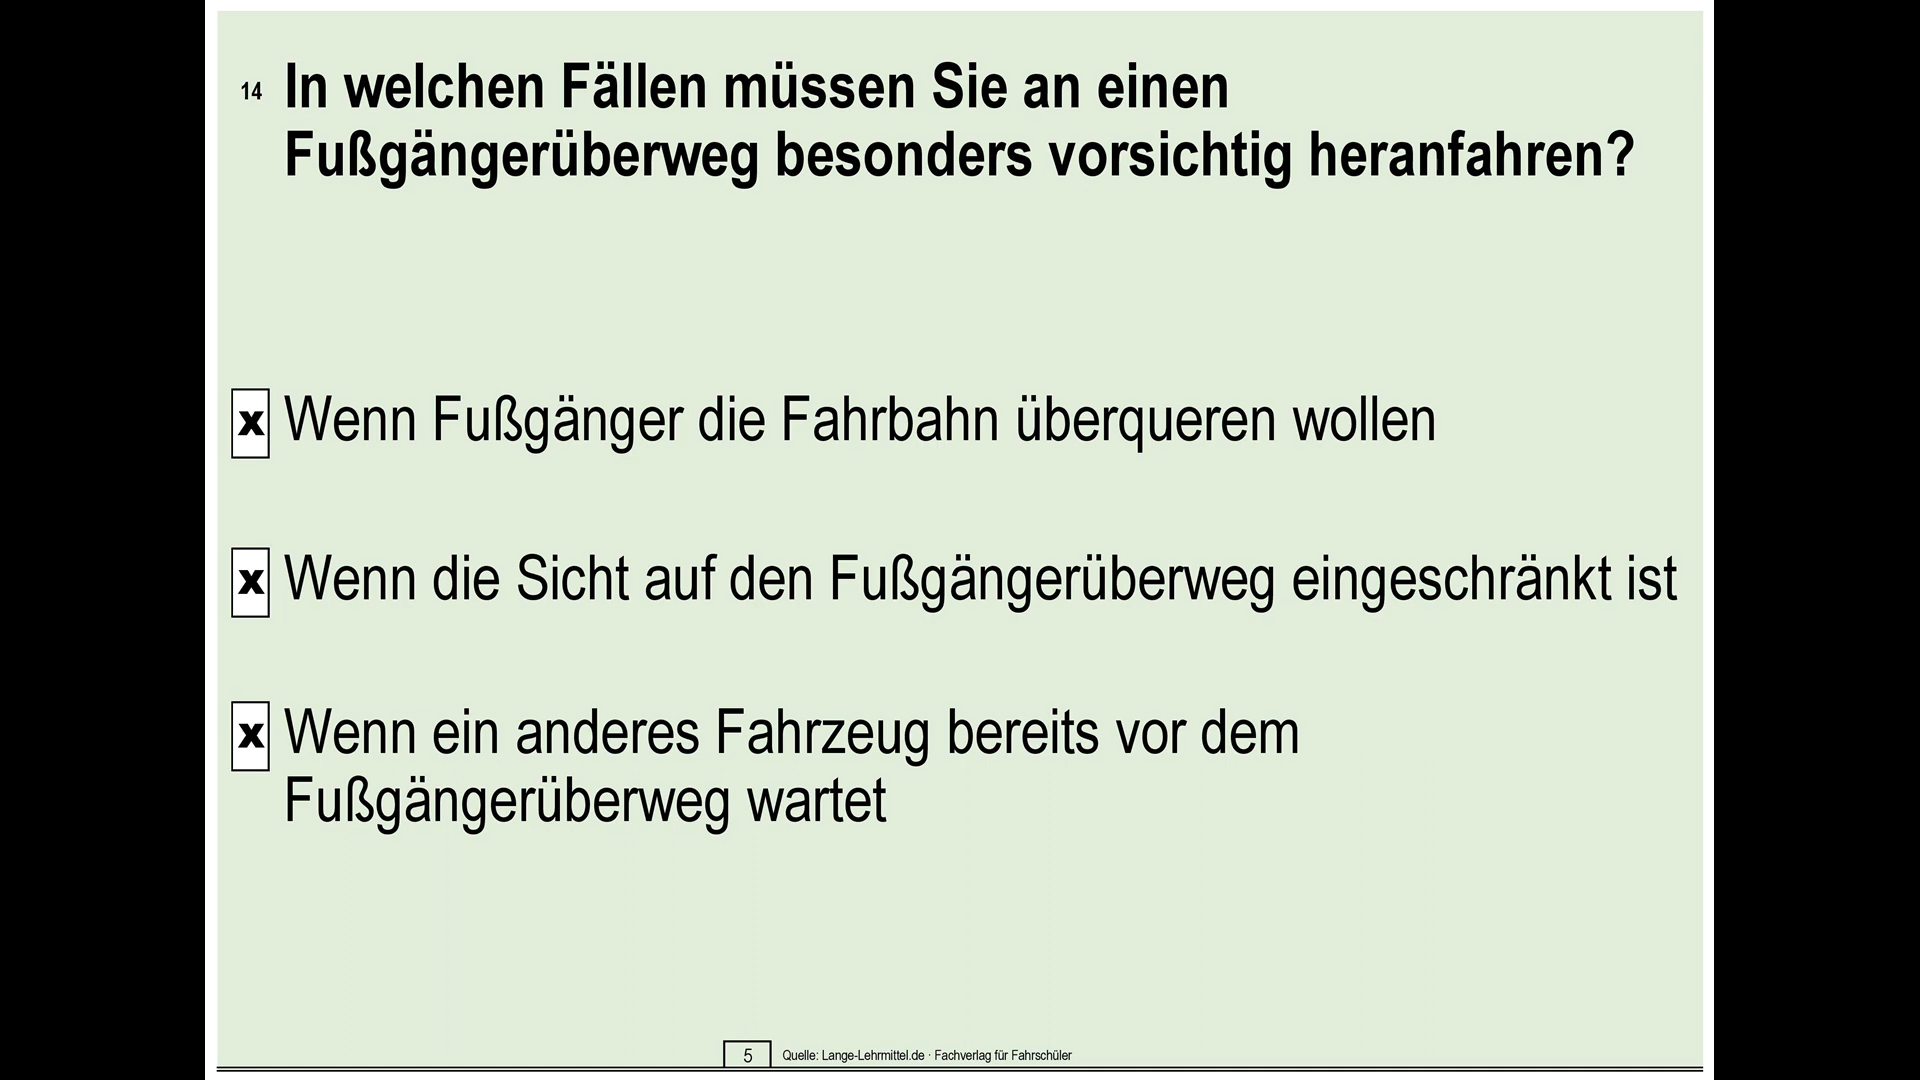 14 In welchen Fällen müssen Sie an einen
Fußgängerüberweg besonders vorsichtig heranfahren?
x Wenn Fußgänger die Fahrbahn überqueren wollen
x Wenn die Sicht auf den Fußgängerüberweg eingeschränkt ist
x Wenn ein anderes Fahrzeug bereits vor dem
Fußgängerüberweg wartet
5 Quelle: Lange-Lehrmittel.de · Fachverlag für Fahrschüler